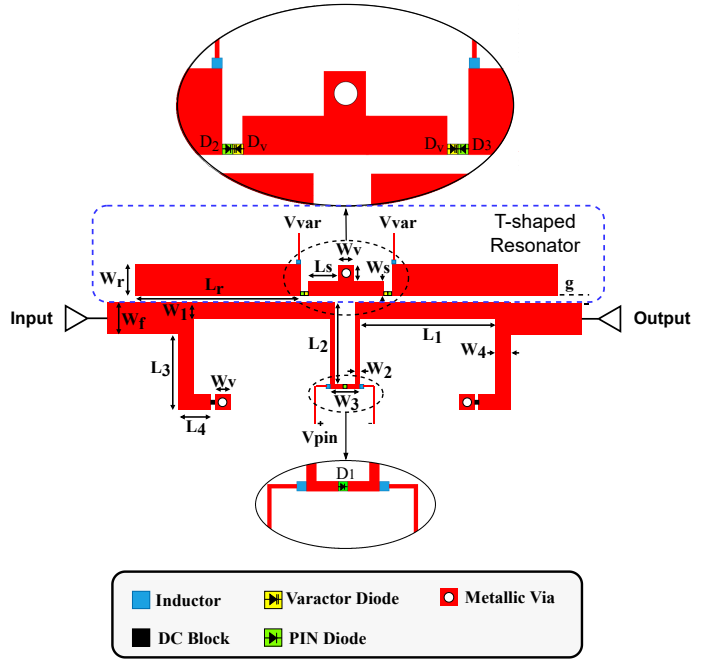 D2 Dv Dv D3
T-shaped
Resonator
Vvar Vvar
Wv
Ls Ws
Wr
Lr
g
Input
Wf
W1
L2
L1
Output
L3
W4
W2
Wv
W3
L4
Vpin
D1
Inductor
Varactor Diode
Metallic Via
DC Block
PIN Diode